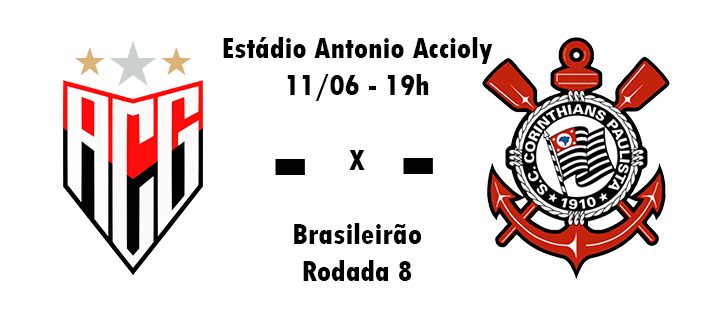 Estádio Antonio Accioly
11/06 - 19h
ACG
- x -
S.C. CORINTHIANS PAULISTA
1910
Brasileirão
Rodada 8